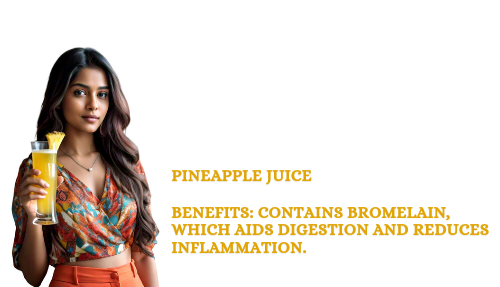 PINEAPPLE JUICE
BENEFITS: CONTAINS BROMELAIN,
WHICH AIDS DIGESTION AND REDUCES
INFLAMMATION.